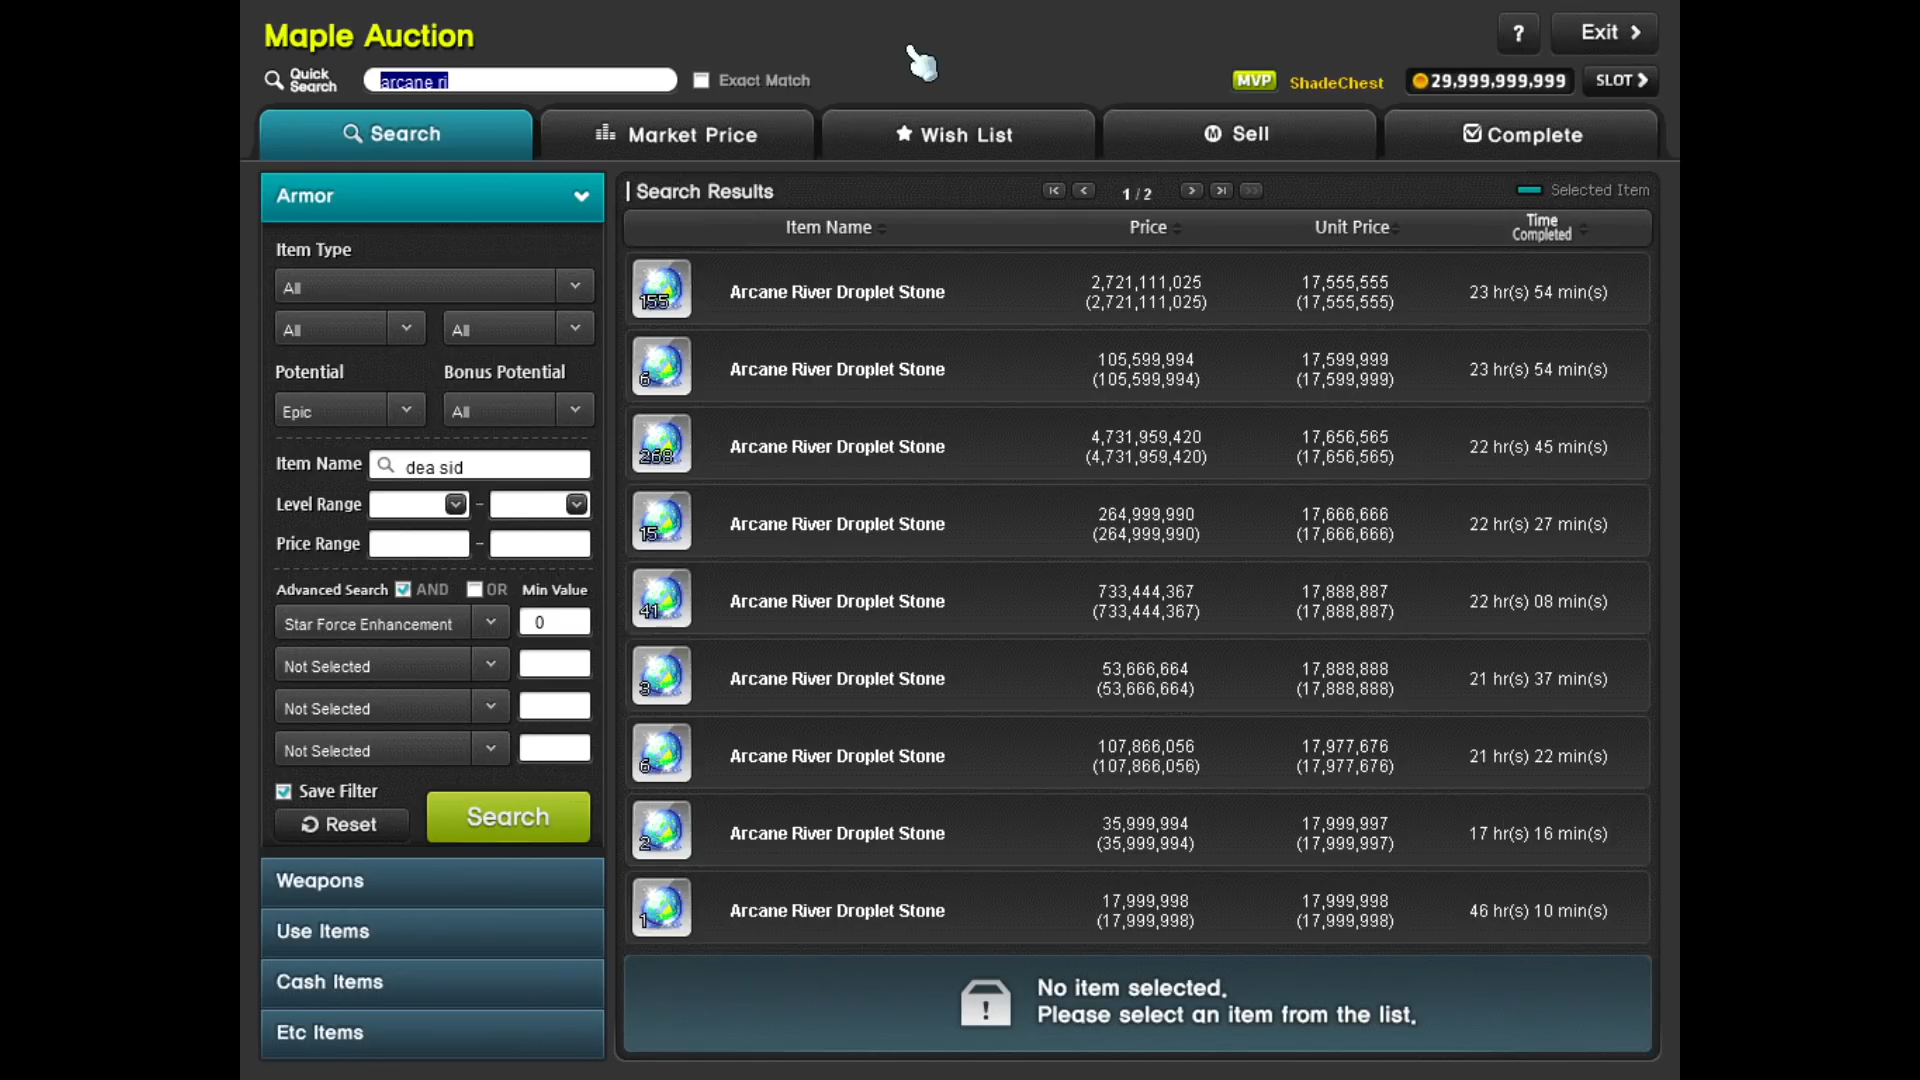 Maple Auction
? Exit
Quick Search arcane ri Exact Match MVP ShadeChest 29,999,999,999 SLOT
Search Market Price Wish List Sell Complete
Armor
Item Type
All
All All
Potential Bonus Potential
Epic All
Item Name dea sid
Level Range -
Price Range -
Advanced Search AND OR Min Value
Star Force Enhancement 0
Not Selected
Not Selected
Not Selected
Save Filter
Reset Search
Weapons
Use Items
Cash Items
Etc Items
Search Results 1 / 2 Selected Item
Item Name Price Unit Price Time Completed
155 Arcane River Droplet Stone 2,721,111,025 (2,721,111,025) 17,555,555 (17,555,555) 23 hr(s) 54 min(s)
6 Arcane River Droplet Stone 105,599,994 (105,599,994) 17,599,999 (17,599,999) 23 hr(s) 54 min(s)
268 Arcane River Droplet Stone 4,731,959,420 (4,731,959,420) 17,656,565 (17,656,565) 22 hr(s) 45 min(s)
15 Arcane River Droplet Stone 264,999,990 (264,999,990) 17,666,666 (17,666,666) 22 hr(s) 27 min(s)
41 Arcane River Droplet Stone 733,444,367 (733,444,367) 17,888,887 (17,888,887) 22 hr(s) 08 min(s)
3 Arcane River Droplet Stone 53,666,664 (53,666,664) 17,888,888 (17,888,888) 21 hr(s) 37 min(s)
6 Arcane River Droplet Stone 107,866,056 (107,866,056) 17,977,676 (17,977,676) 21 hr(s) 22 min(s)
2 Arcane River Droplet Stone 35,999,994 (35,999,994) 17,999,997 (17,999,997) 17 hr(s) 16 min(s)
1 Arcane River Droplet Stone 17,999,998 (17,999,998) 17,999,998 (17,999,998) 46 hr(s) 10 min(s)
No item selected.
Please select an item from the list.